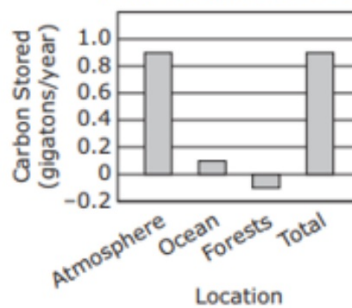 Carbon Stored
(gigatons/year)
1.0
0.8
0.6
0.4
0.2
0
−0.2
Atmosphere
Ocean
Forests
Total
Location